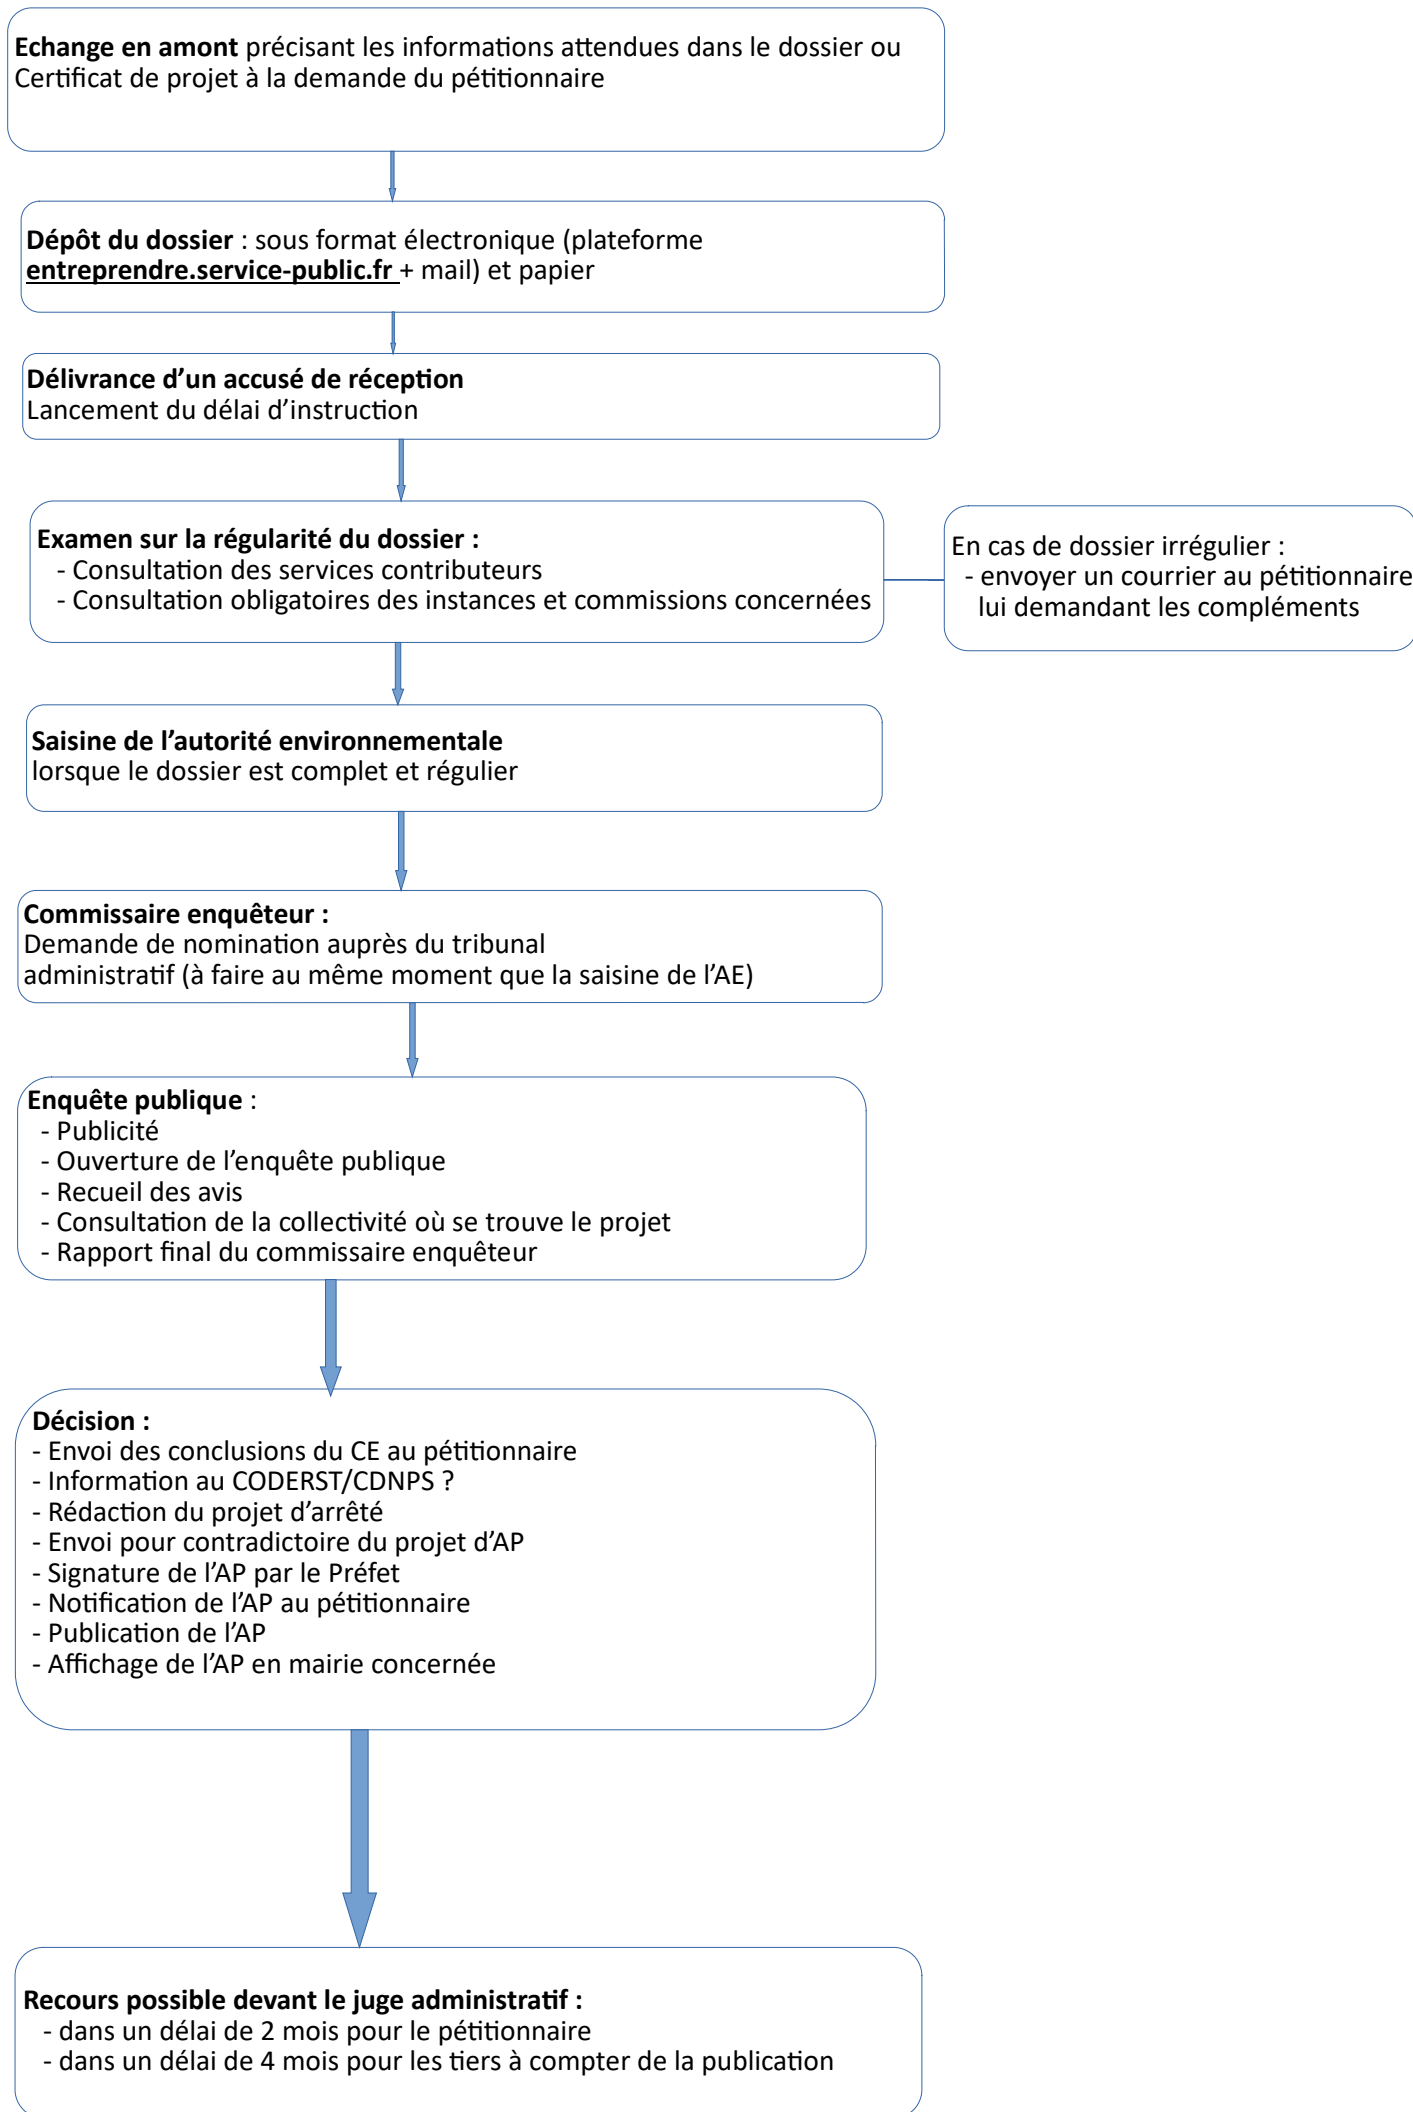 Echange en amont précisant les informations attendues dans le dossier ou
Certificat de projet à la demande du pétitionnaire
Dépôt du dossier : sous format électronique (plateforme
entreprendre.service-public.fr + mail) et papier
Délivrance d’un accusé de réception
Lancement du délai d’instruction
Examen sur la régularité du dossier :
- Consultation des services contributeurs
- Consultation obligatoires des instances et commissions concernées
En cas de dossier irrégulier :
- envoyer un courrier au pétitionnaire
lui demandant les compléments
Saisine de l’autorité environnementale
lorsque le dossier est complet et régulier
Commissaire enquêteur :
Demande de nomination auprès du tribunal
administratif (à faire au même moment que la saisine de l’AE)
Enquête publique :
- Publicité
- Ouverture de l’enquête publique
- Recueil des avis
- Consultation de la collectivité où se trouve le projet
- Rapport final du commissaire enquêteur
Décision :
- Envoi des conclusions du CE au pétitionnaire
- Information au CODERST/CDNPS ?
- Rédaction du projet d’arrêté
- Envoi pour contradictoire du projet d’AP
- Signature de l’AP par le Préfet
- Notification de l’AP au pétitionnaire
- Publication de l’AP
- Affichage de l’AP en mairie concernée
Recours possible devant le juge administratif :
- dans un délai de 2 mois pour le pétitionnaire
- dans un délai de 4 mois pour les tiers à compter de la publication